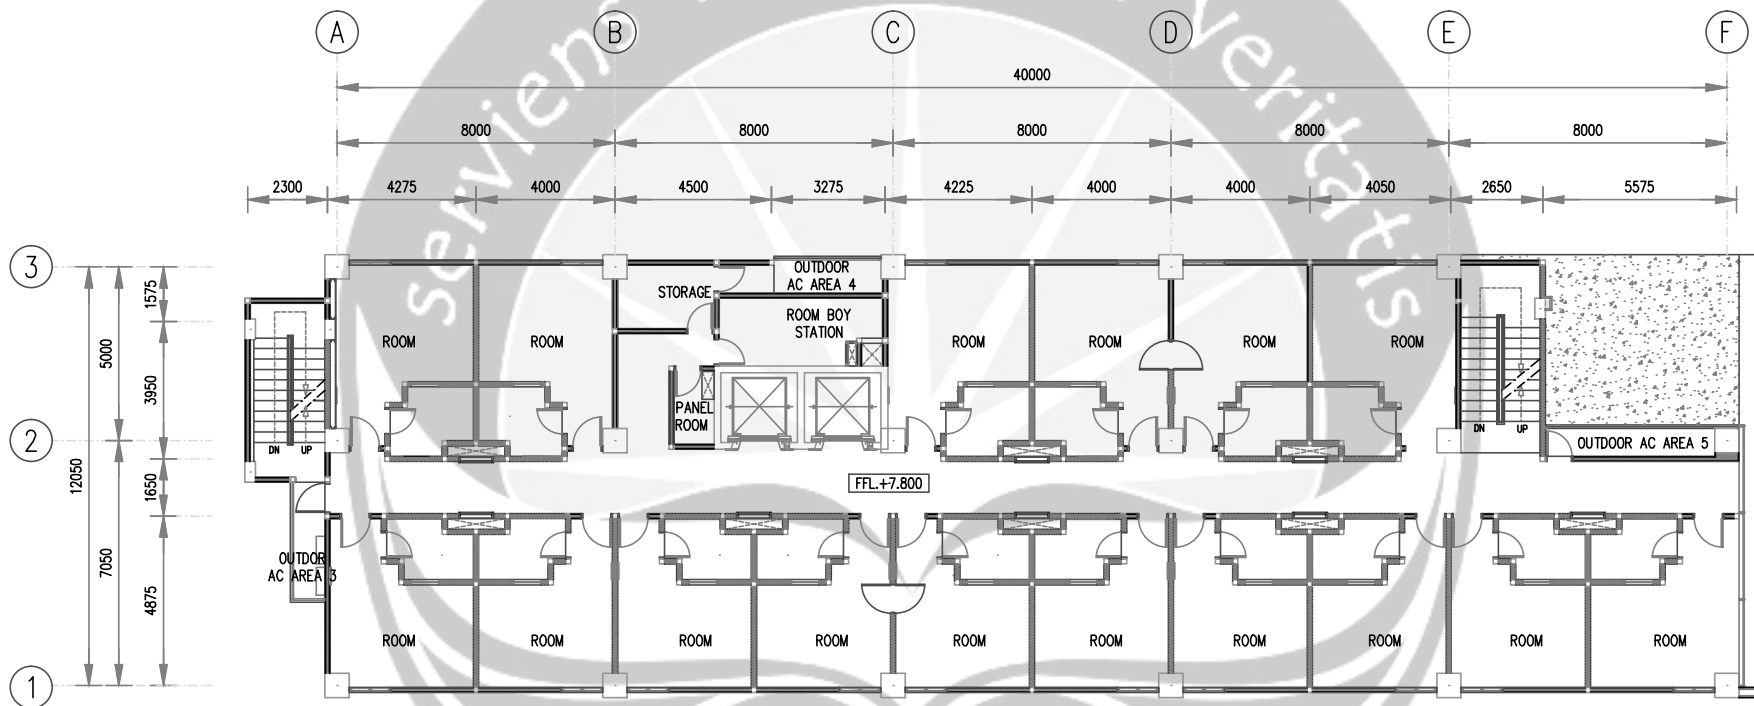 serviens
veritatis
A B C D E F
40000
8000 8000 8000 8000 8000
2300 4275 4000 4500 3275 4225 4000 4000 4050 2650 5575
3
2
1
12050
5000
7050
1575
3950
1650
4875
OUTDOOR
AC AREA 4
STORAGE
ROOM BOY
STATION
ROOM ROOM ROOM ROOM ROOM ROOM
PANEL
ROOM
DN UP
DN UP
OUTDOOR AC AREA 5
FFL.+7.800
OUTDOOR
AC AREA 3
ROOM ROOM ROOM ROOM ROOM ROOM ROOM ROOM ROOM ROOM